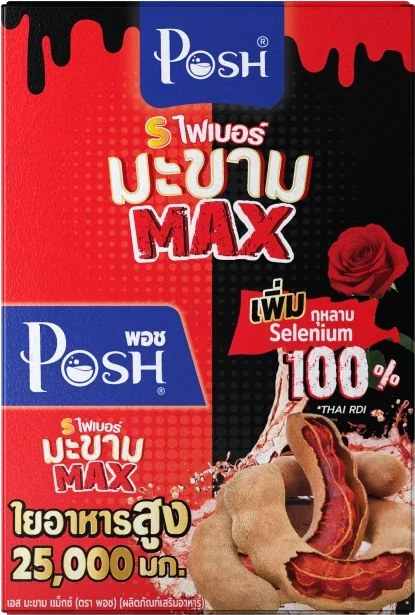 POSH®
S ไฟเบอร์
มะขาม
MAX
เพิ่ม กุหลาบ
Selenium
100%
*THAI RDI
พอช
POSH®
S ไฟเบอร์
มะขาม
MAX
ใยอาหารสูง
25,000 มก.
เอส มะขาม แม็กซ์ (ตรา พอช) (ผลิตภัณฑ์เสริมอาหาร)